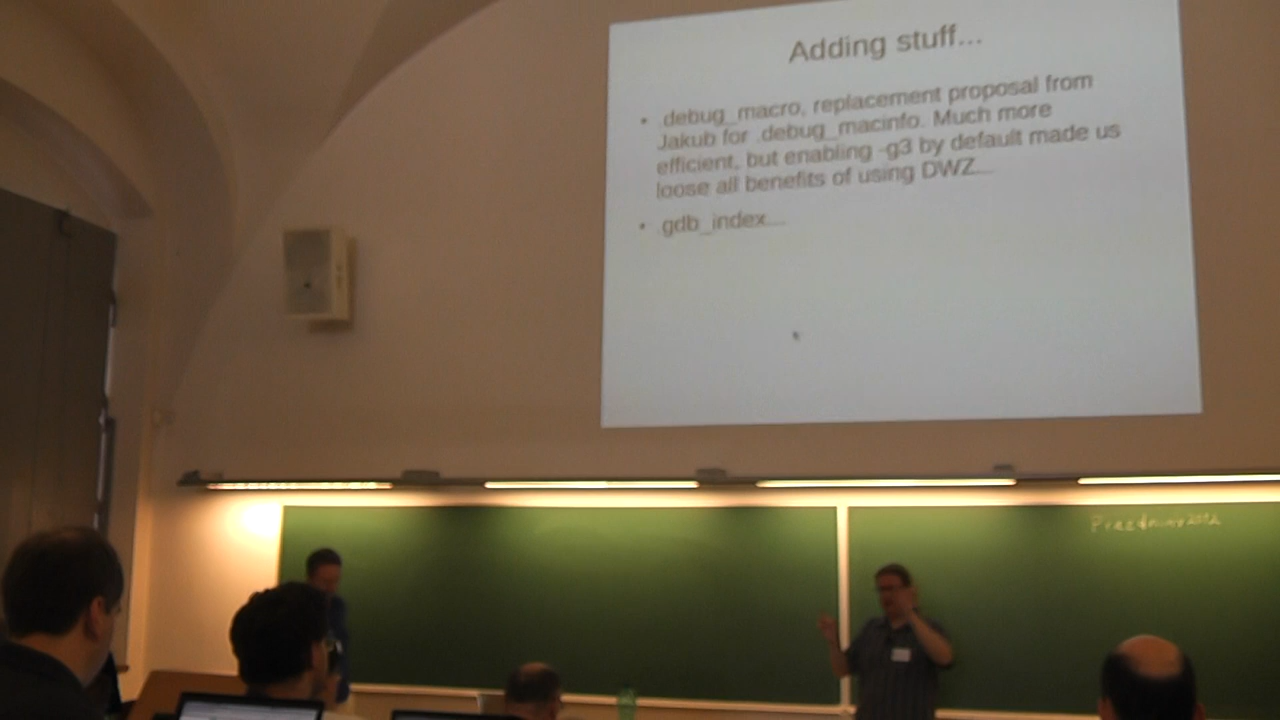 Adding stuff...
• .debug_macro, replacement proposal from
Jakub for .debug_macinfo. Much more
efficient, but enabling -g3 by default made us
loose all benefits of using DWZ...
• .gdb_index....